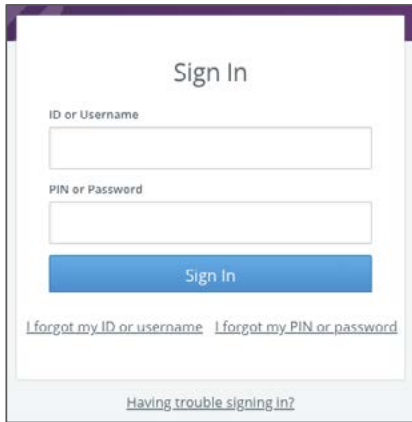 Sign In
ID or Username
PIN or Password
Sign In
I forgot my ID or username I forgot my PIN or password
Having trouble signing in?